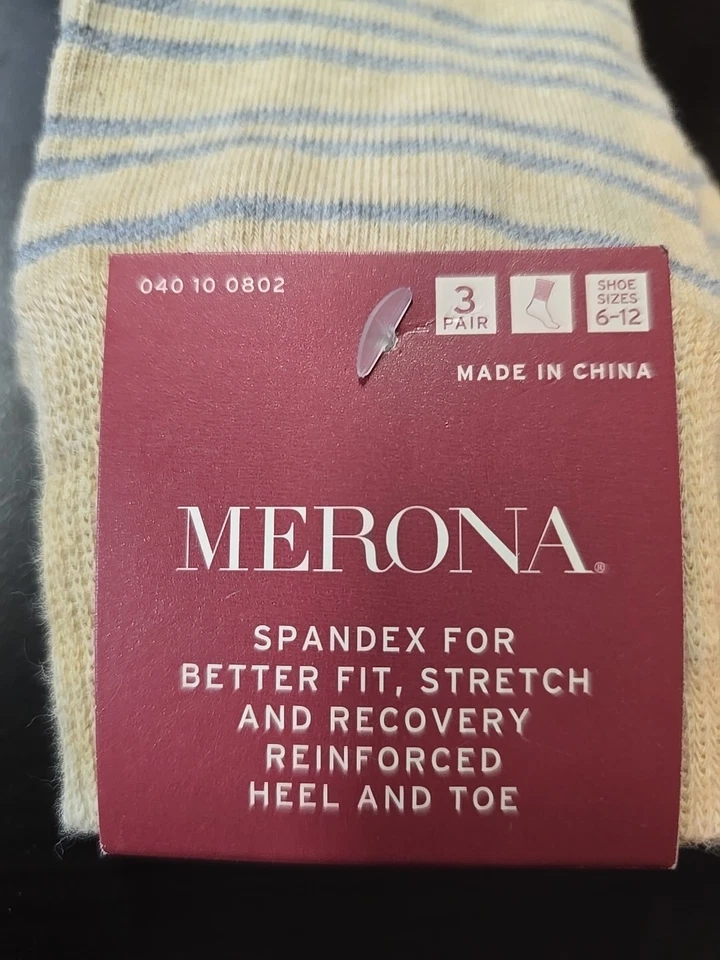 040 10 0802
3
PAIR
SHOE
SIZES
6-12
MADE IN CHINA
MERONA®
SPANDEX FOR
BETTER FIT, STRETCH
AND RECOVERY
REINFORCED
HEEL AND TOE